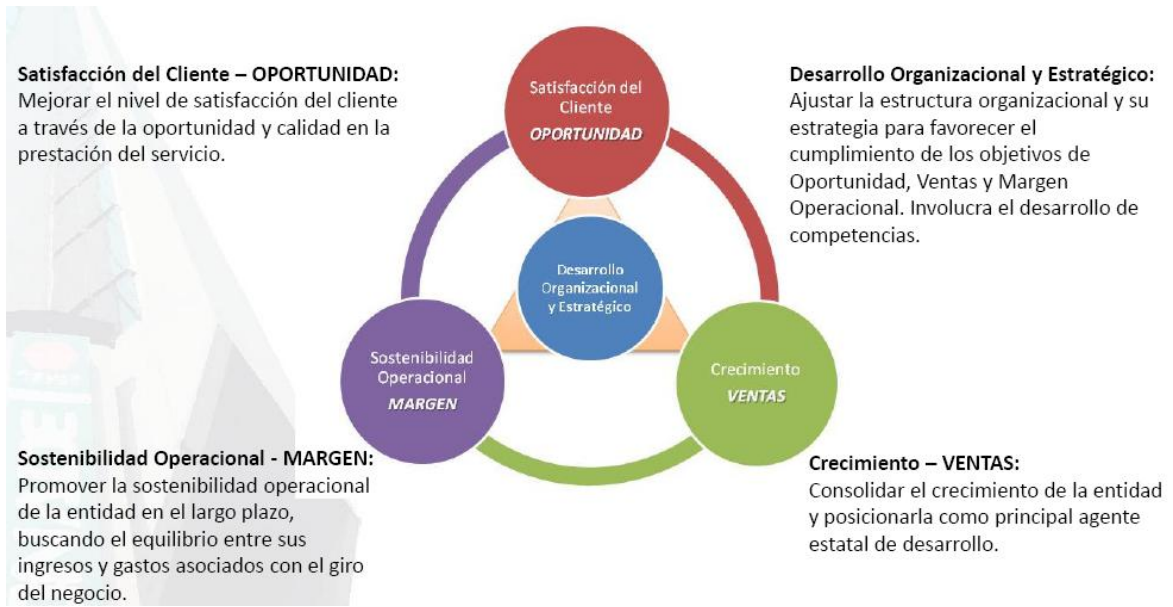 Satisfacción del Cliente – OPORTUNIDAD:
Mejorar el nivel de satisfacción del cliente
a través de la oportunidad y calidad en la
prestación del servicio.
Satisfacción del
Cliente
OPORTUNIDAD
Desarrollo Organizacional y Estratégico:
Ajustar la estructura organizacional y su
estrategia para favorecer el
cumplimiento de los objetivos de
Oportunidad, Ventas y Margen
Operacional. Involucra el desarrollo de
competencias.
Desarrollo
Organizacional
y Estratégico
Sostenibilidad
Operacional
MARGEN
Crecimiento
VENTAS
Sostenibilidad Operacional - MARGEN:
Promover la sostenibilidad operacional
de la entidad en el largo plazo,
buscando el equilibrio entre sus
ingresos y gastos asociados con el giro
del negocio.
Crecimiento – VENTAS:
Consolidar el crecimiento de la entidad
y posicionarla como principal agente
estatal de desarrollo.